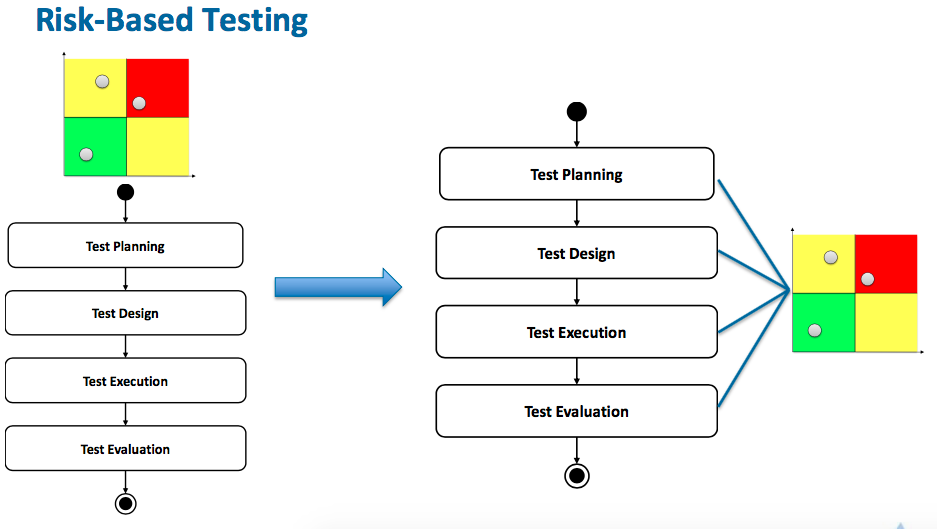 Risk-Based Testing
Test Planning
Test Design
Test Execution
Test Evaluation
Test Planning
Test Design
Test Execution
Test Evaluation